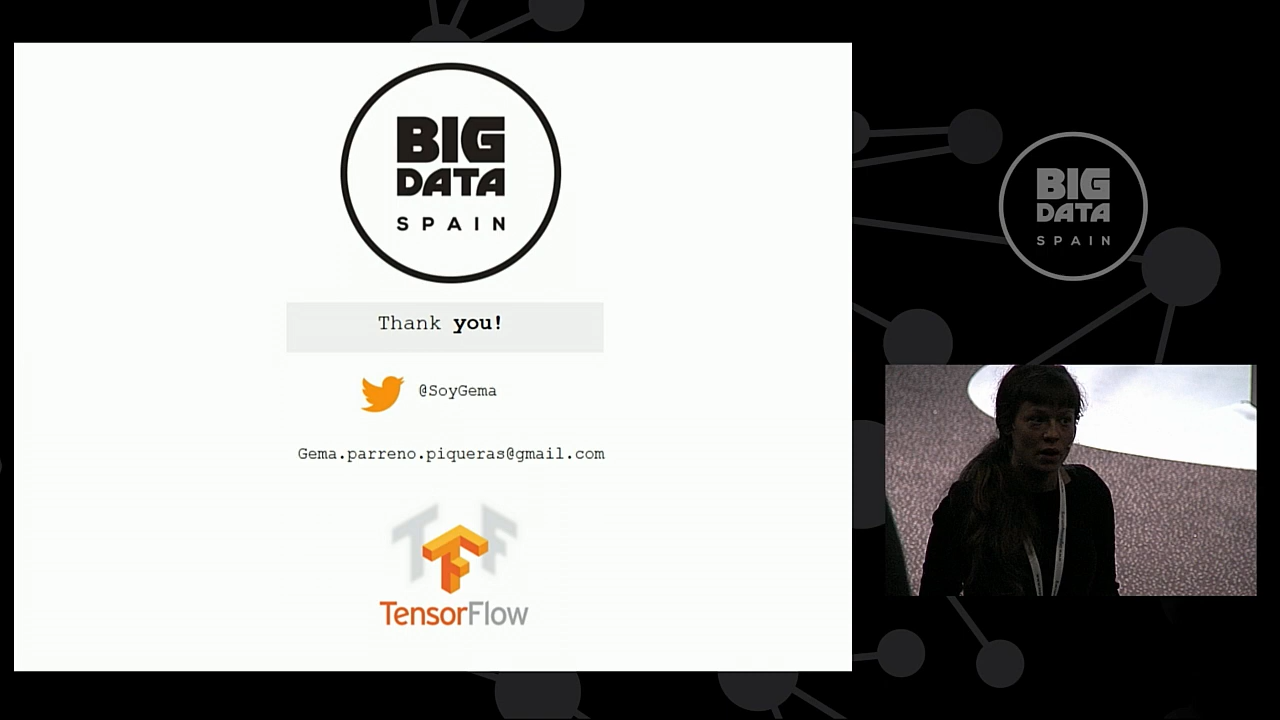 BIG
DATA
SPAIN
Thank you!
@SoyGema
Gema.parreno.piqueras@gmail.com
TensorFlow
BIG
DATA
SPAIN